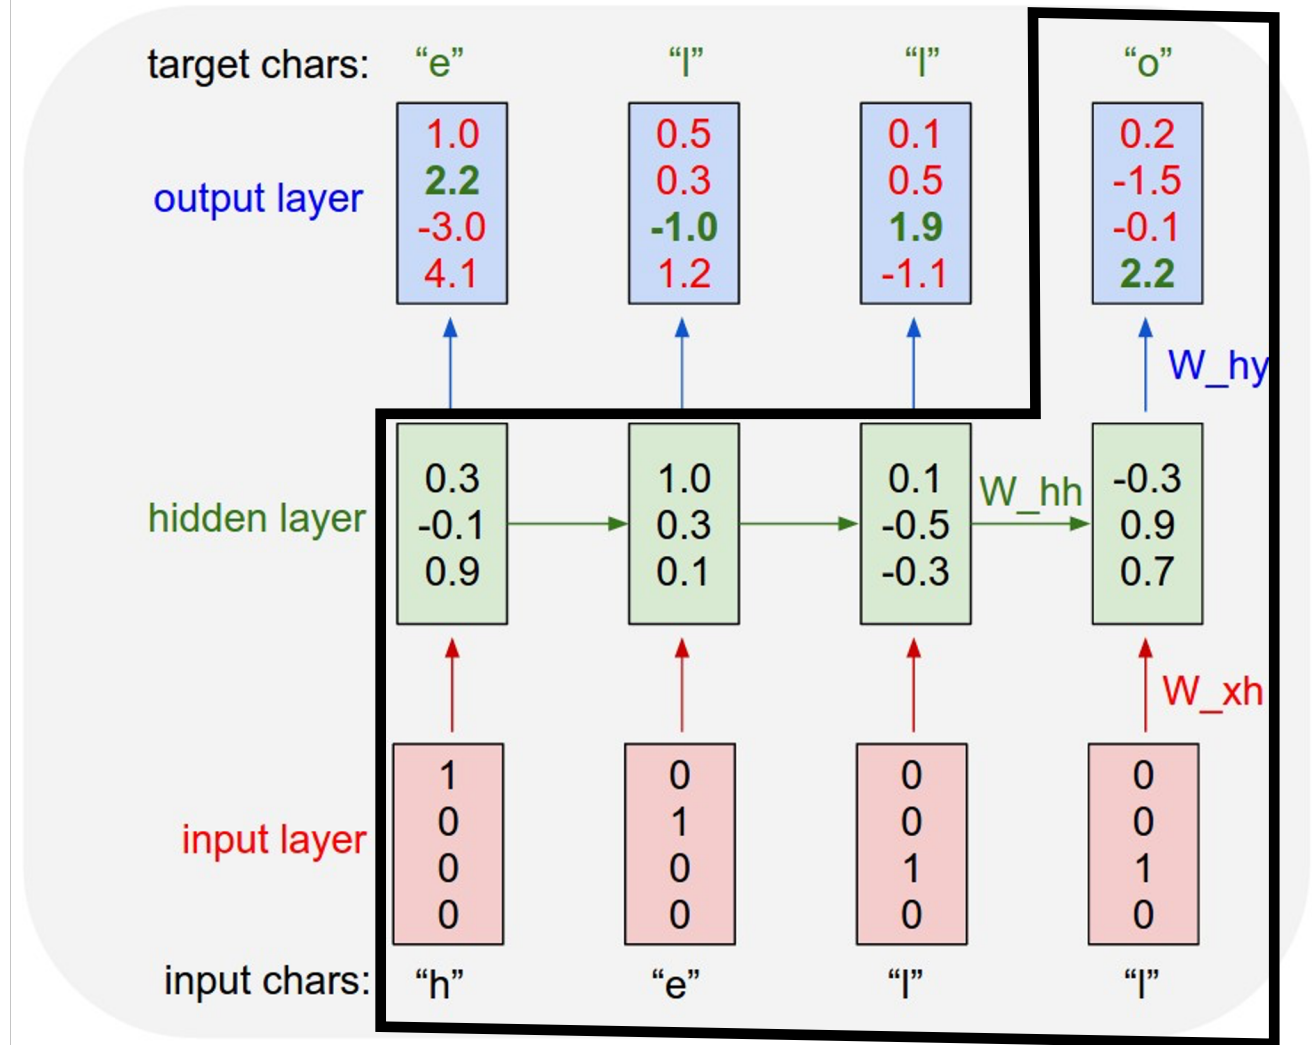 target chars: “e” “l” “l” “o”
output layer
1.0 0.5 0.1 0.2
2.2 0.3 0.5 -1.5
-3.0 -1.0 1.9 -0.1
4.1 1.2 -1.1 2.2
W_hy
hidden layer
0.3 1.0 0.1 -0.3
-0.1 0.3 -0.5 0.9
0.9 0.1 -0.3 0.7
W_hh
W_xh
input layer
1 0 0 0
0 1 0 0
0 0 1 1
0 0 0 0
input chars: “h” “e” “l” “l”